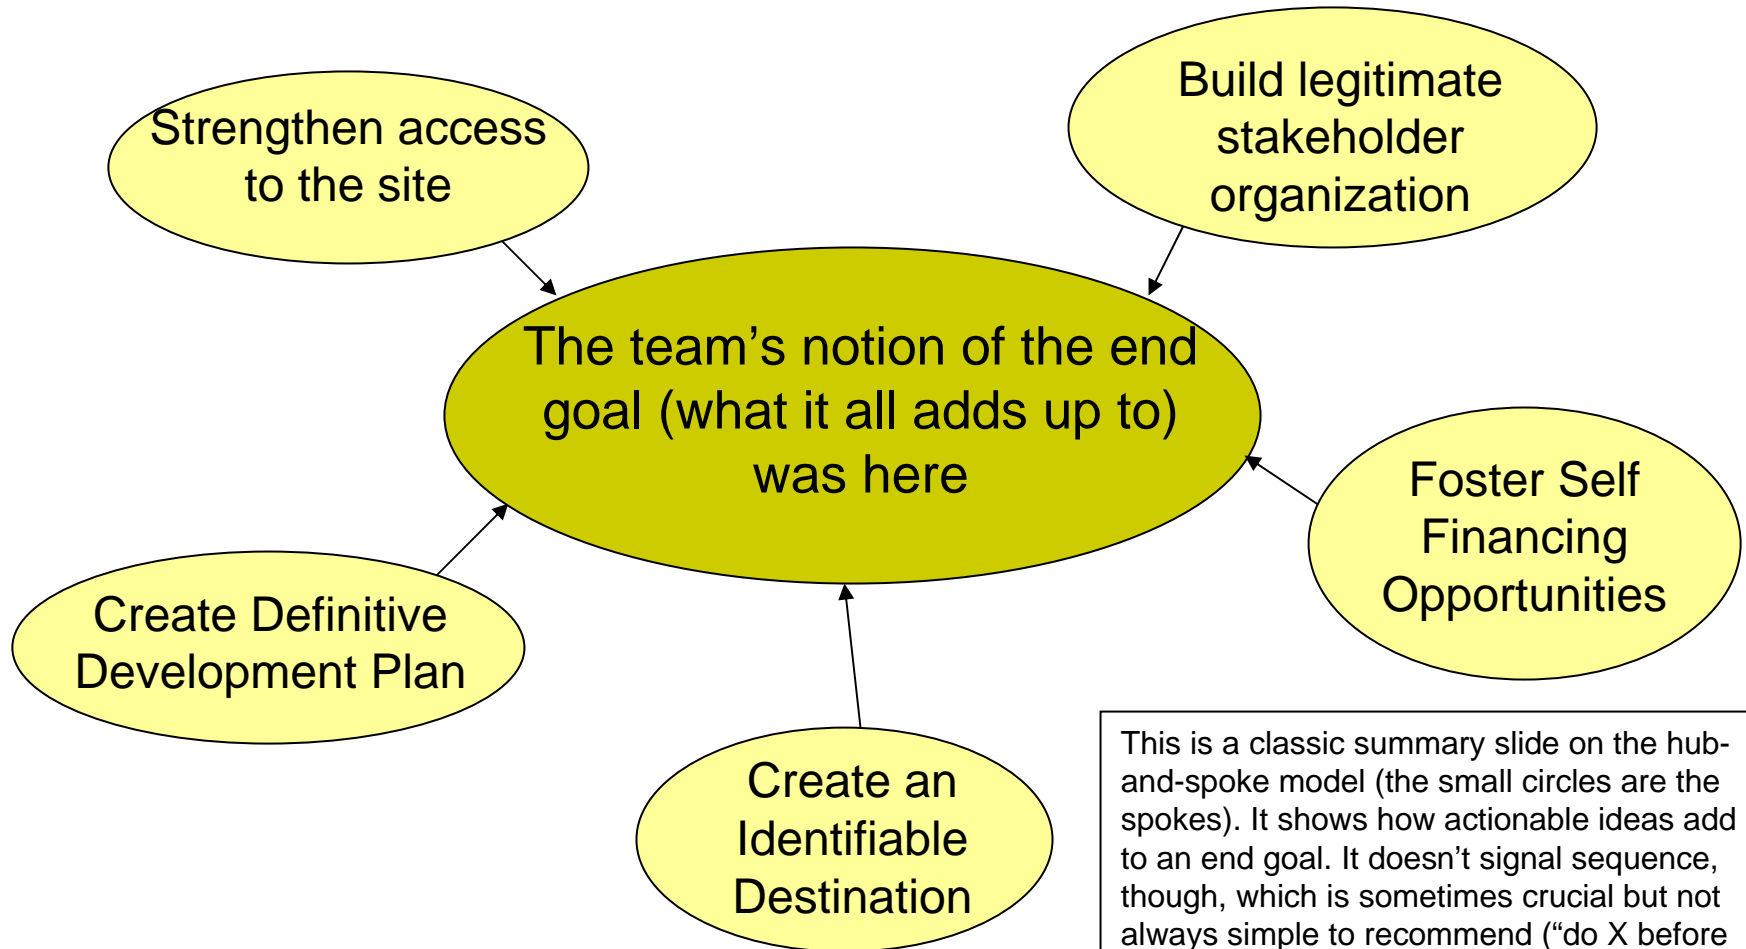 Strengthen access
to the site
Build legitimate
stakeholder
organization
The team’s notion of the end
goal (what it all adds up to)
was here
Foster Self
Financing
Opportunities
Create Definitive
Development Plan
Create an
Identifiable
Destination
This is a classic summary slide on the hub-
and-spoke model (the small circles are the
spokes). It shows how actionable ideas add
to an end goal. It doesn’t signal sequence,
though, which is sometimes crucial but not
always simple to recommend (“do X before